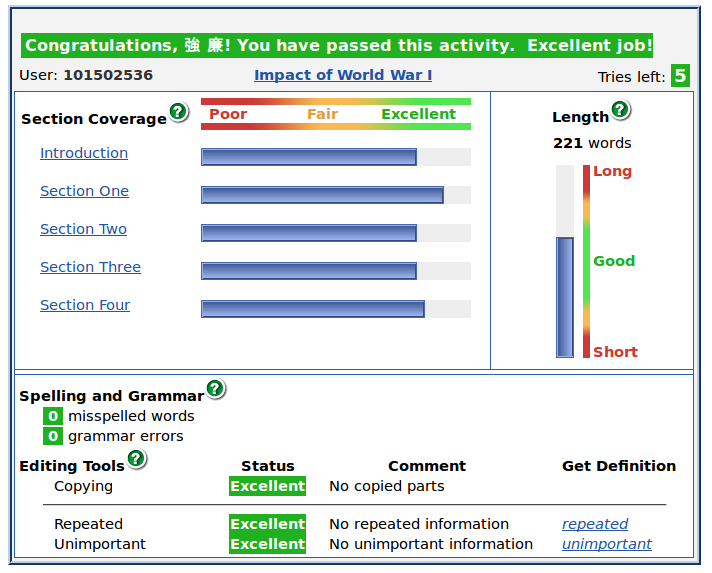 Congratulations, 強 廉! You have passed this activity. Excellent job!
User: 101502536 Impact of World War I Tries left: 5
Section Coverage ? Poor Fair Excellent
Introduction
Section One
Section Two
Section Three
Section Four
Length ?
221 words
Long
Good
Short
Spelling and Grammar ?
0 misspelled words
0 grammar errors
Editing Tools ? Status Comment Get Definition
Copying Excellent No copied parts
Repeated Excellent No repeated information repeated
Unimportant Excellent No unimportant information unimportant